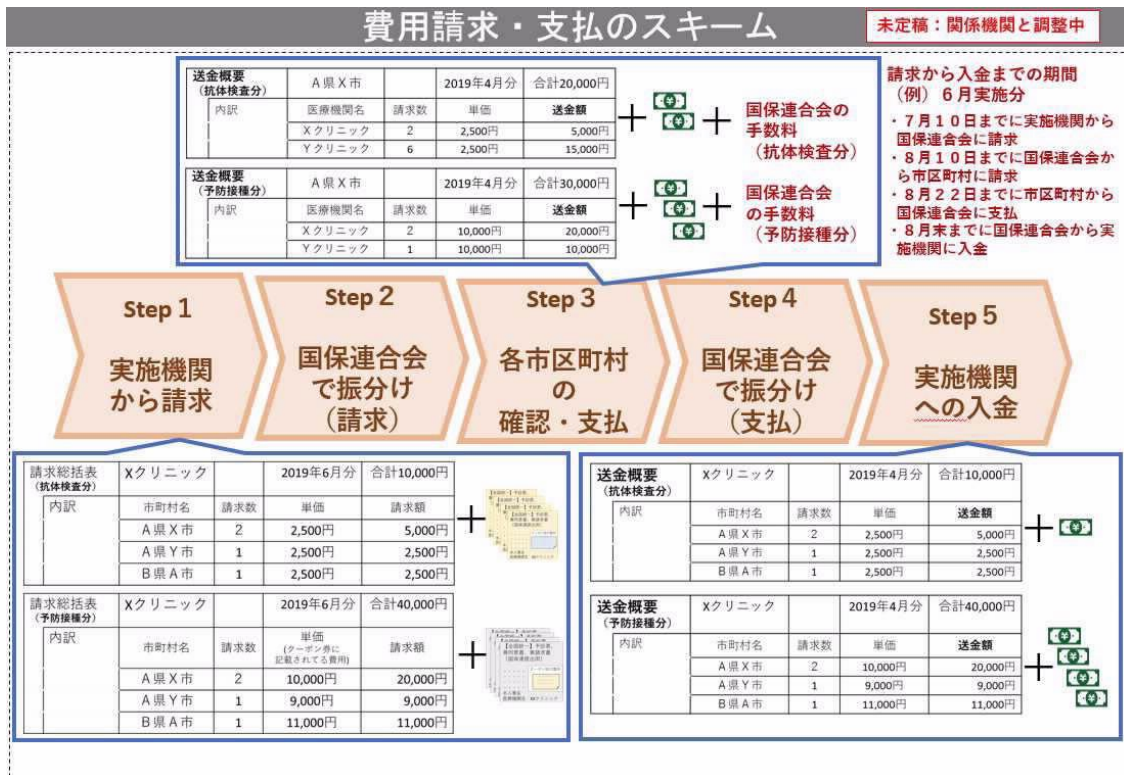 費用請求・支払のスキーム
未定稿：関係機関と調整中
送金概要 A県X市 2019年4月分 合計20,000円
（抗体検査分）
内訳 医療機関名 請求数 単価 送金額
Xクリニック 2 2,500円 5,000円
Yクリニック 6 2,500円 15,000円
国保連合会の
手数料
（抗体検査分）
送金概要 A県X市 2019年4月分 合計30,000円
（予防接種分）
内訳 医療機関名 請求数 単価 送金額
Xクリニック 2 10,000円 20,000円
Yクリニック 1 10,000円 10,000円
国保連合会
の手数料
（予防接種分）
請求から入金までの期間
（例）６月実施分
・７月１０日までに実施機関から
国保連合会に請求
・８月１０日までに国保連合会か
ら市区町村に請求
・８月２２日までに市区町村から
国保連合会に支払
・８月末までに国保連合会から実
施機関に入金
Step 1
実施機関
から請求
Step 2
国保連合会
で振分け
（請求）
Step 3
各市区町村
の
確認・支払
Step 4
国保連合会
で振分け
（支払）
Step 5
実施機関
への入金
請求総括表 Xクリニック 2019年6月分 合計10,000円
（抗体検査分）
内訳 市町村名 請求数 単価 請求額
A県X市 2 2,500円 5,000円
A県Y市 1 2,500円 2,500円
B県A市 1 2,500円 2,500円
請求総括表 Xクリニック 2019年6月分 合計40,000円
（予防接種分）
内訳 市町村名 請求数 単価 請求額
(クーポン券に
記載されてる費用)
A県X市 2 10,000円 20,000円
A県Y市 1 9,000円 9,000円
B県A市 1 11,000円 11,000円
送金概要 Xクリニック 2019年4月分 合計10,000円
（抗体検査分）
内訳 市町村名 請求数 単価 送金額
A県X市 2 2,500円 5,000円
A県Y市 1 2,500円 2,500円
B県A市 1 2,500円 2,500円
送金概要 Xクリニック 2019年4月分 合計40,000円
（予防接種分）
内訳 市町村名 請求数 単価 送金額
A県X市 2 10,000円 20,000円
A県Y市 1 9,000円 9,000円
B県A市 1 11,000円 11,000円